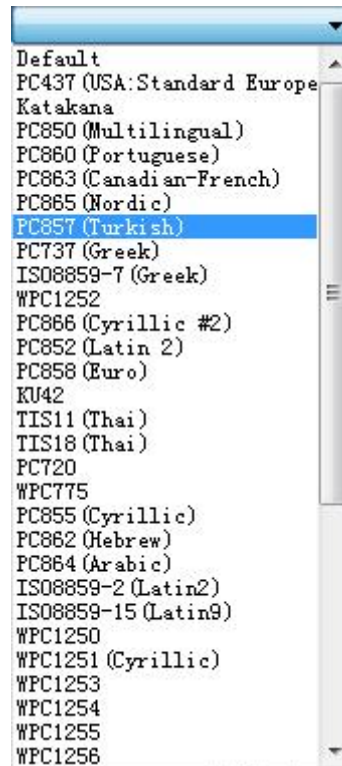 Default
PC437(USA:Standard Europe
Katakana
PC850(Multilingual)
PC860(Portuguese)
PC863(Canadian-French)
PC865(Nordic)
PC857(Turkish)
PC737(Greek)
ISO8859-7(Greek)
WPC1252
PC866(Cyrillic #2)
PC852(Latin 2)
PC858(Euro)
KU42
TIS11(Thai)
TIS18(Thai)
PC720
WPC775
PC855(Cyrillic)
PC862(Hebrew)
PC864(Arabic)
ISO8859-2(Latin2)
ISO8859-15(Latin9)
WPC1250
WPC1251(Cyrillic)
WPC1253
WPC1254
WPC1255
WPC1256